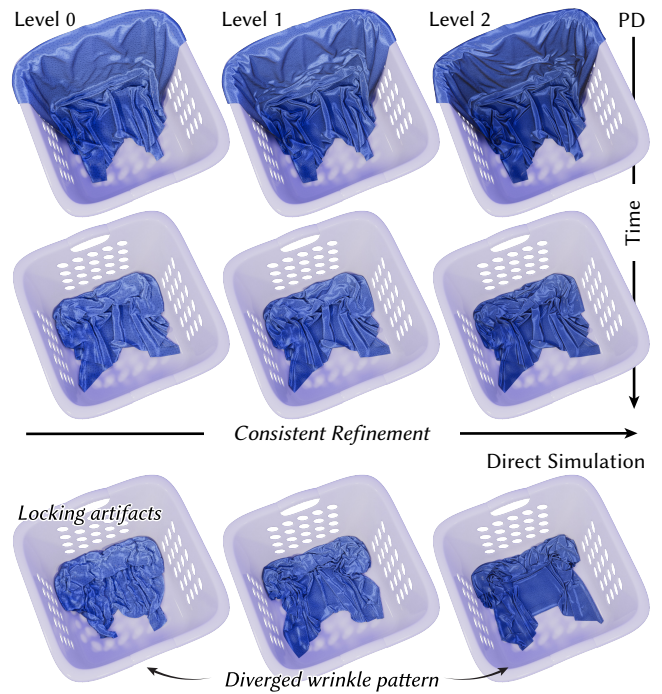 Level 0
Level 1
Level 2
PD
Time
Consistent Refinement
Direct Simulation
Locking artifacts
Diverged wrinkle pattern